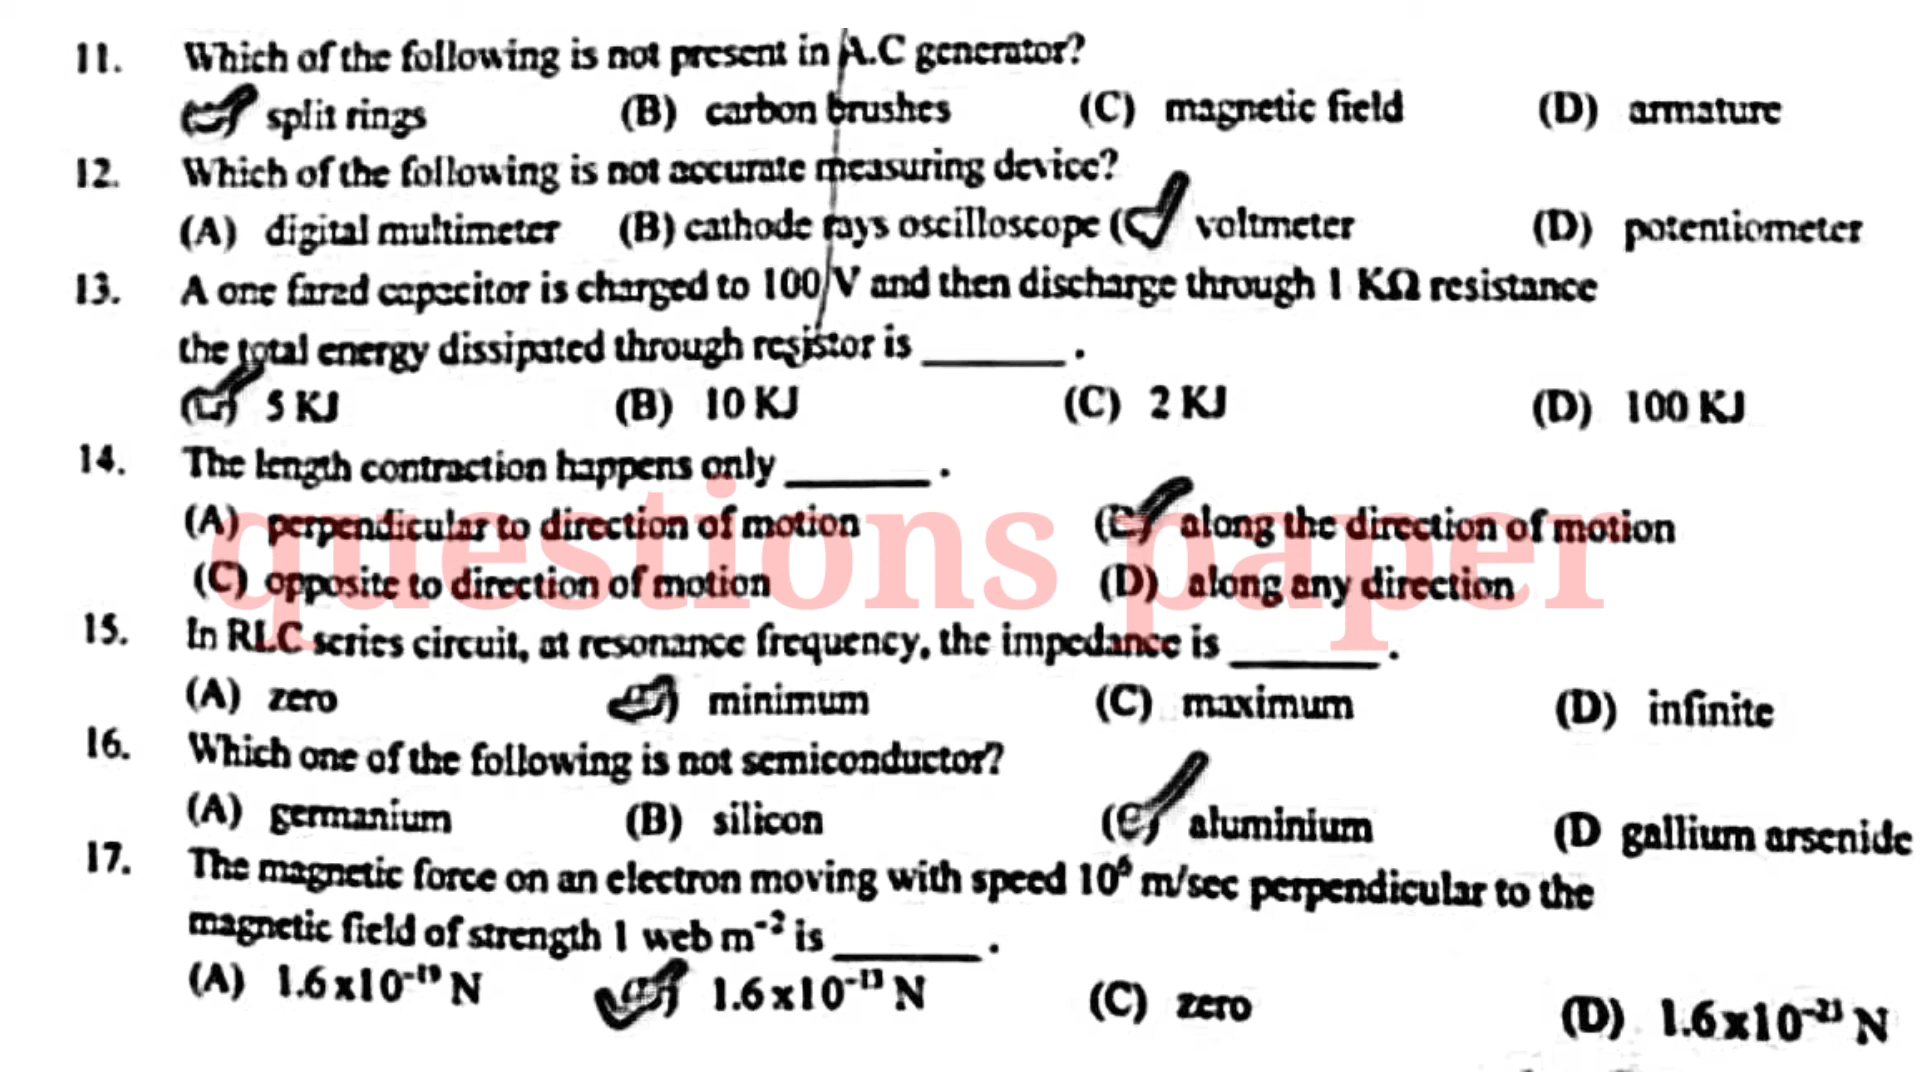 11. Which of the following is not present in A.C generator?
split rings (B) carbon brushes (C) magnetic field (D) armature
12. Which of the following is not accurate measuring device?
(A) digital multimeter (B) cathode rays oscilloscope (C) voltmeter (D) potentiometer
13. A one farad capacitor is charged to 100 V and then discharge through 1 KΩ resistance
the total energy dissipated through resistor is ______ .
5 KJ (B) 10 KJ (C) 2 KJ (D) 100 KJ
14. The length contraction happens only ______ .
(A) perpendicular to direction of motion (B) along the direction of motion
(C) opposite to direction of motion (D) along any direction
questions paper
15. In RLC series circuit, at resonance frequency, the impedance is ______ .
(A) zero minimum (C) maximum (D) infinite
16. Which one of the following is not semiconductor?
(A) germanium (B) silicon (C) aluminium (D gallium arsenide
17. The magnetic force on an electron moving with speed 10⁶ m/sec perpendicular to the
magnetic field of strength 1 web m⁻² is ______ .
(A) 1.6x10⁻¹⁹ N 1.6x10⁻¹³ N (C) zero (D) 1.6x10⁻²³ N